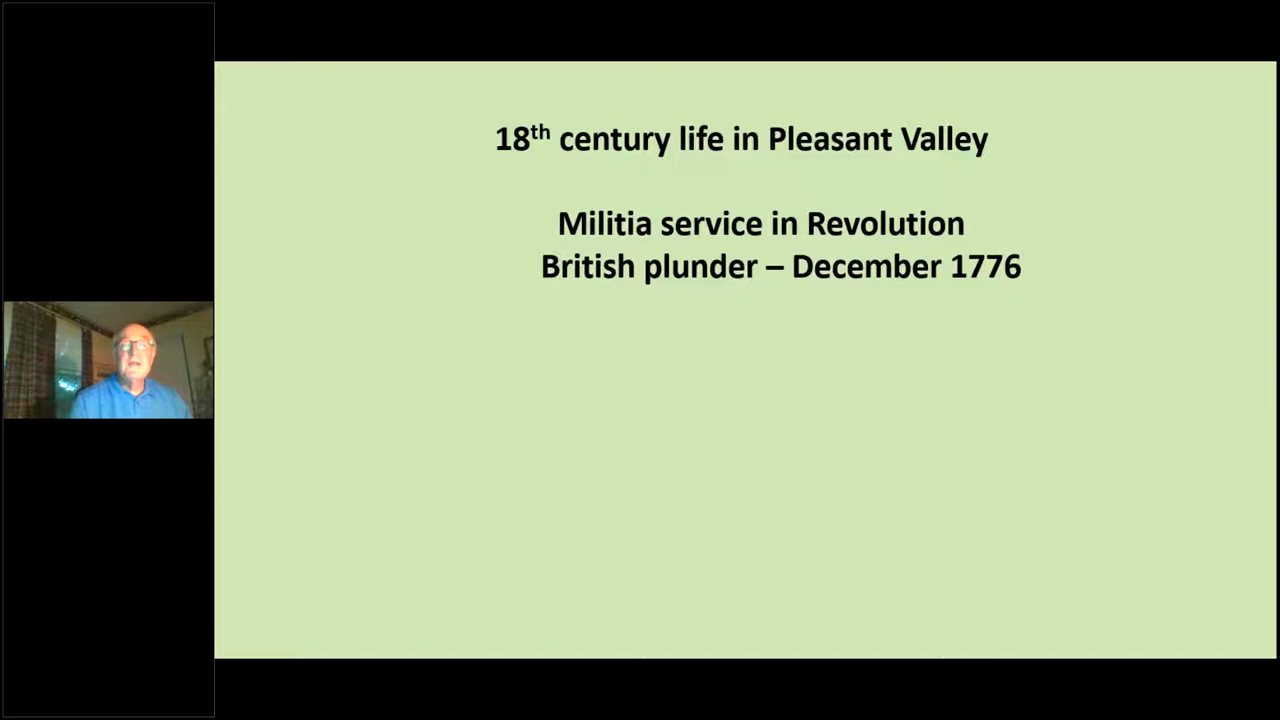 18th century life in Pleasant Valley
Militia service in Revolution
British plunder – December 1776